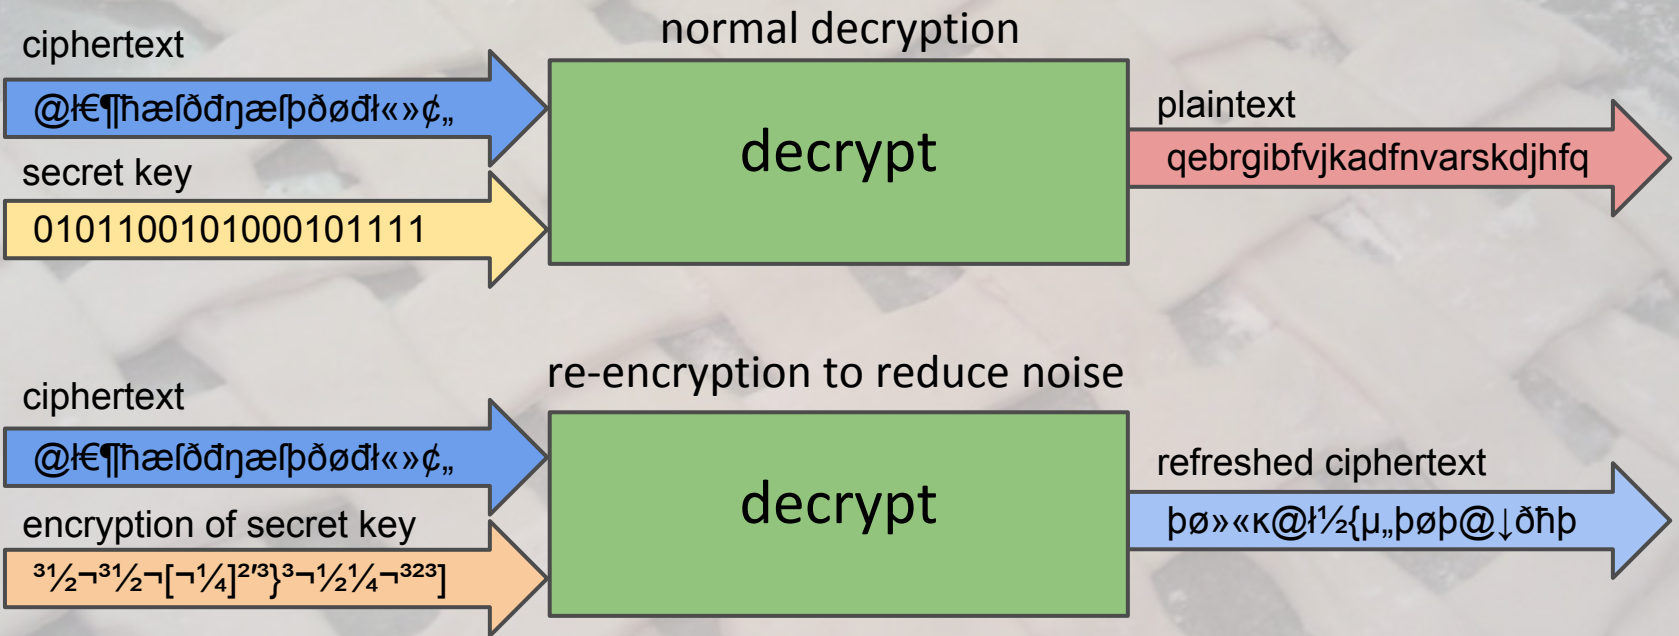 normal decryption
ciphertext
@ł€¶ħæſðđŋæſþðøđł«»¢„
secret key
0101100101000101111
decrypt
plaintext
qebrgibfvjkadfnvarskdjhfq
re-encryption to reduce noise
ciphertext
@ł€¶ħæſðđŋæſþðøđł«»¢„
encryption of secret key
³½¬³½¬[¬¼]²′³}³¬½¼¬³²³]
decrypt
refreshed ciphertext
þø»«ĸ@ł½{µ„þøþ@↓ðħþ